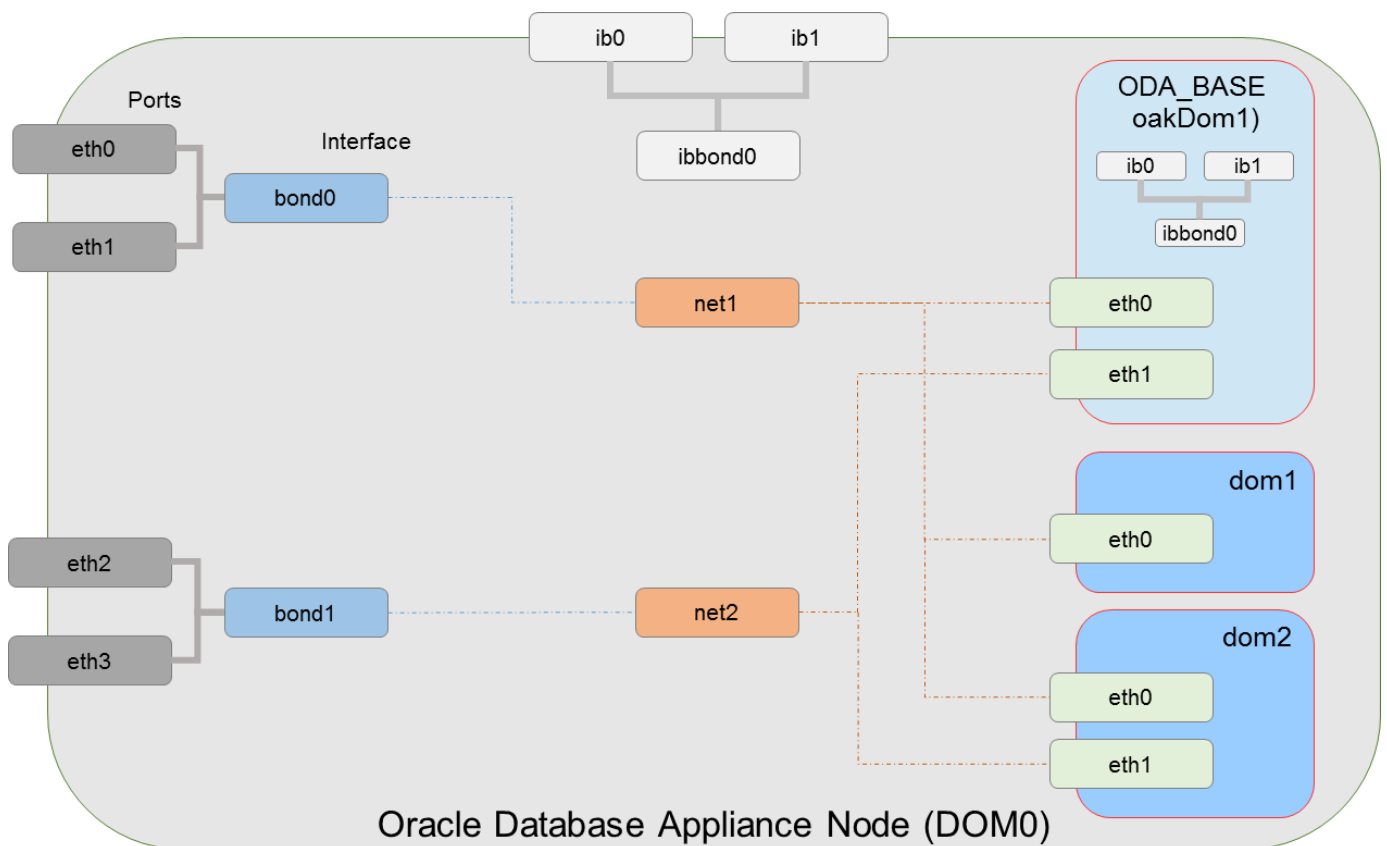 ib0
ib1
Ports
Interface
eth0
eth1
bond0
ibbond0
ODA_BASE
oakDom1)
ib0
ib1
ibbond0
net1
eth0
eth1
dom1
eth0
eth2
eth3
bond1
net2
dom2
eth0
eth1
Oracle Database Appliance Node (DOM0)